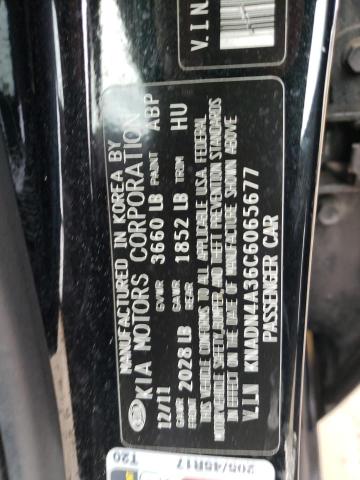 MANUFACTURED IN KOREA BY
KIA MOTORS CORPORATION
12/11 GVWR 3660 LB PAINT ABP
GAWR FRONT 2028 LB GAWR REAR 1852 LB TRIM HU
THIS VEHICLE CONFORMS TO ALL APPLICABLE U.S.A. FEDERAL
MOTOR VEHICLE SAFETY, BUMPER, AND THEFT PREVENTION STANDARDS
IN EFFECT ON THE DATE OF MANUFACTURE SHOWN ABOVE
V.I.N KNADN4A36C6065677
PASSENGER CAR
V.I.N
205/45R17
T20